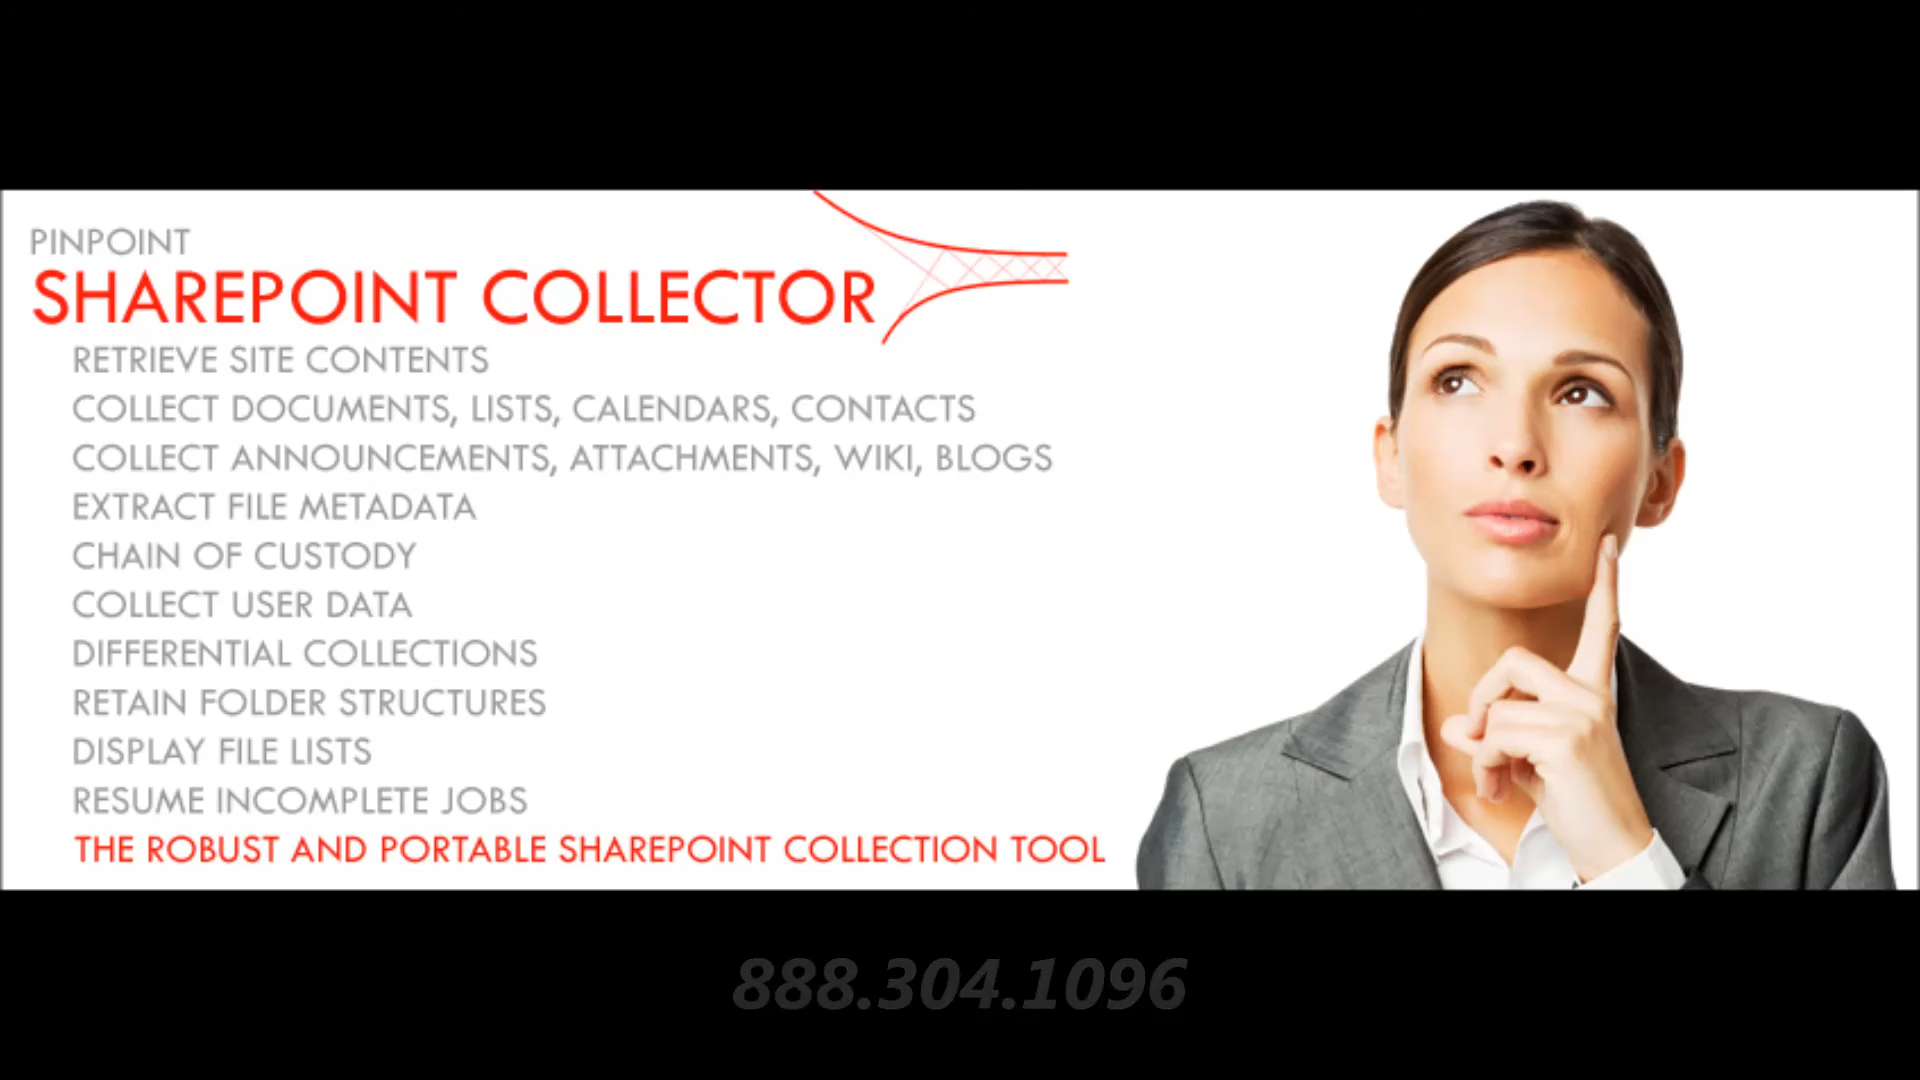 PINPOINT
SHAREPOINT COLLECTOR
RETRIEVE SITE CONTENTS
COLLECT DOCUMENTS, LISTS, CALENDARS, CONTACTS
COLLECT ANNOUNCEMENTS, ATTACHMENTS, WIKI, BLOGS
EXTRACT FILE METADATA
CHAIN OF CUSTODY
COLLECT USER DATA
DIFFERENTIAL COLLECTIONS
RETAIN FOLDER STRUCTURES
DISPLAY FILE LISTS
RESUME INCOMPLETE JOBS
THE ROBUST AND PORTABLE SHAREPOINT COLLECTION TOOL
888.304.1096